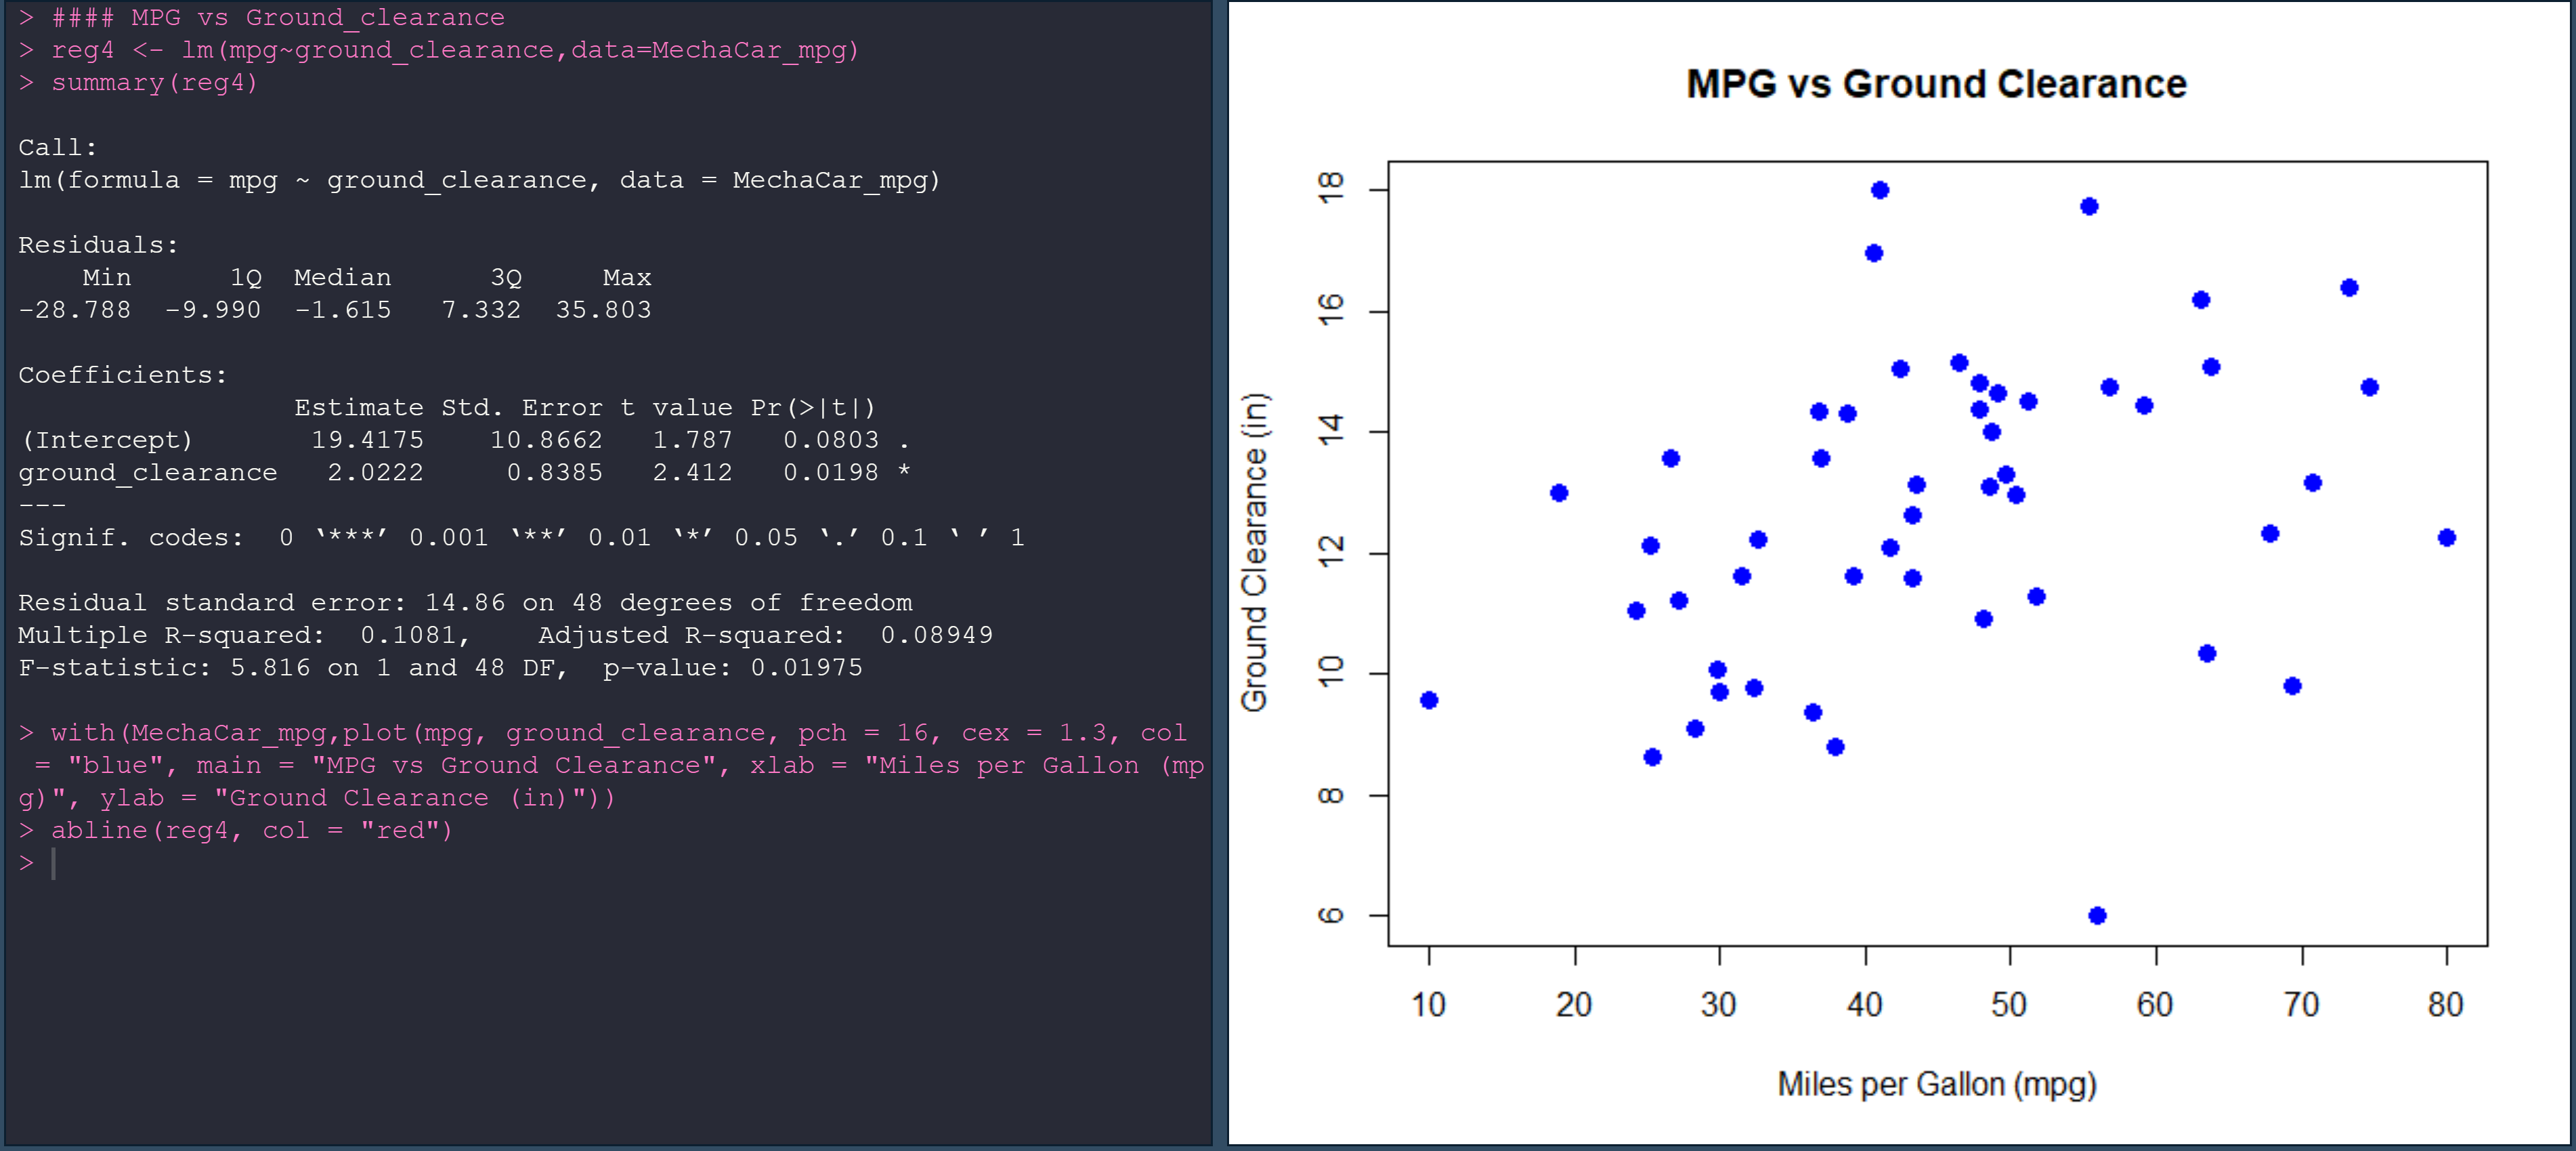 > #### MPG vs Ground_clearance
> reg4 <- lm(mpg~ground_clearance,data=MechaCar_mpg)
> summary(reg4)
Call:
lm(formula = mpg ~ ground_clearance, data = MechaCar_mpg)
Residuals:
    Min      1Q  Median      3Q     Max
-28.788  -9.990  -1.615   7.332  35.803
Coefficients:
                 Estimate Std. Error t value Pr(>|t|)
(Intercept)       19.4175    10.8662   1.787   0.0803 .
ground_clearance   2.0222     0.8385   2.412   0.0198 *
---
Signif. codes:  0 ‘***’ 0.001 ‘**’ 0.01 ‘*’ 0.05 ‘.’ 0.1 ‘ ’ 1
Residual standard error: 14.86 on 48 degrees of freedom
Multiple R-squared:  0.1081,    Adjusted R-squared:  0.08949
F-statistic: 5.816 on 1 and 48 DF,  p-value: 0.01975
> with(MechaCar_mpg,plot(mpg, ground_clearance, pch = 16, cex = 1.3, col
 = "blue", main = "MPG vs Ground Clearance", xlab = "Miles per Gallon (mp
g)", ylab = "Ground Clearance (in)"))
> abline(reg4, col = "red")
>
MPG vs Ground Clearance
Ground Clearance (in)
18
16
14
12
10
8
6
10 20 30 40 50 60 70 80
Miles per Gallon (mpg)